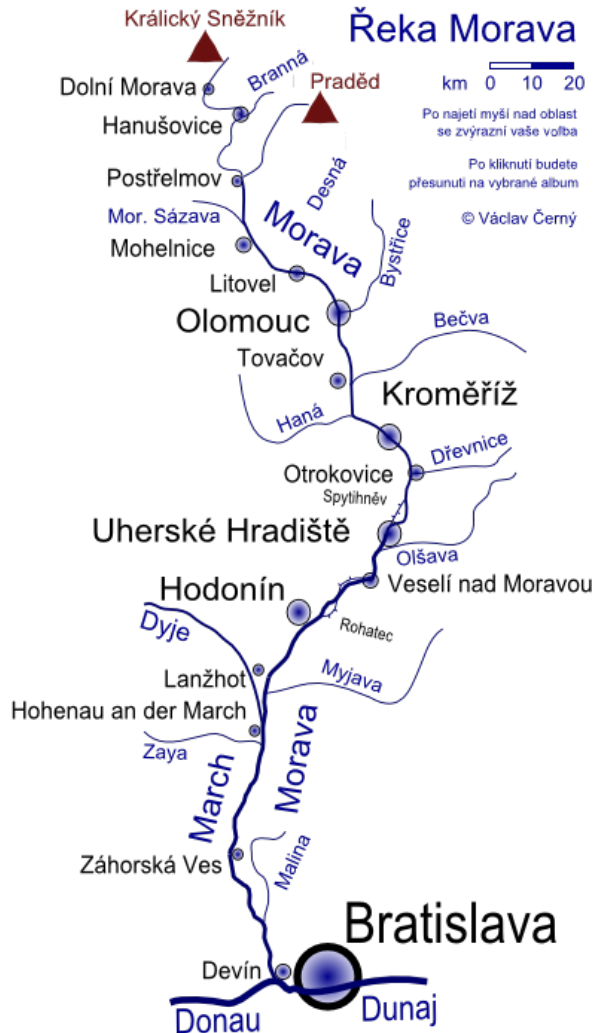 Králický Sněžník
Řeka Morava
Branná
Praděd
km 0 10 20
Dolní Morava
Hanušovice
Po najetí myší nad oblast
se zvýrazní vaše volba
Postřelmov
Desná
Po kliknutí budete
přesunuti na vybrané album
Mor. Sázava
Morava
© Václav Černý
Mohelnice
Bystřice
Litovel
Olomouc
Bečva
Tovačov
Kroměříž
Haná
Dřevnice
Otrokovice
Spytihněv
Uherské Hradiště
Olšava
Veselí nad Moravou
Hodonín
Dyje
Rohatec
Lanžhot
Myjava
Hohenau an der March
Zaya
March
Morava
Záhorská Ves
Malina
Bratislava
Devín
Donau
Dunaj